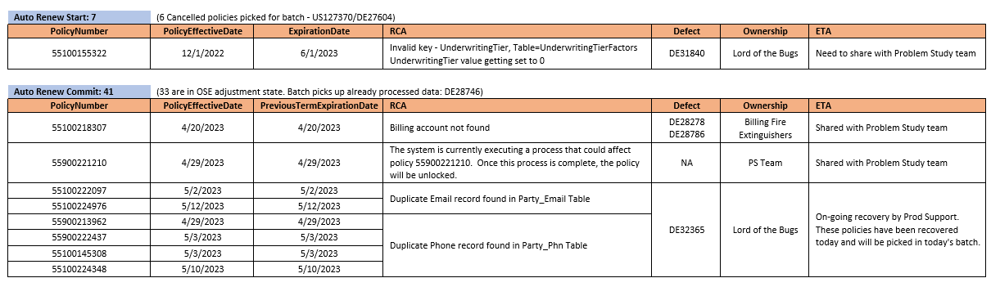 Auto Renew Start: 7 (6 Cancelled policies picked for batch - US127370/DE27604)
PolicyNumber PolicyEffectiveDate ExpirationDate RCA Defect Ownership ETA
55100155322 12/1/2022 6/1/2023 Invalid key - UnderwritingTier, Table=UnderwritingTierFactors
UnderwritingTier value getting set to 0 DE31840 Lord of the Bugs Need to share with Problem Study team
Auto Renew Commit: 41 (33 are in OSE adjustment state. Batch picks up already processed data: DE28746)
PolicyNumber PolicyEffectiveDate PreviousTermExpirationDate RCA Defect Ownership ETA
55100218307 4/20/2023 4/20/2023 Billing account not found DE28278
DE28786 Billing Fire
Extinguishers Shared with Problem Study team
55900221210 4/29/2023 4/29/2023 The system is currently executing a process that could affect
policy 55900221210.  Once this process is complete, the policy
will be unlocked. NA PS Team Shared with Problem Study team
55100222097 5/2/2023 5/2/2023 Duplicate Email record found in Party_Email Table
55100224976 5/12/2023 5/12/2023
55900213962 4/29/2023 4/29/2023 Duplicate Phone record found in Party_Phn Table
55900222437 5/3/2023 5/3/2023
55100145308 5/3/2023 5/3/2023
55100224348 5/10/2023 5/10/2023
DE32365 Lord of the Bugs On-going recovery by Prod Support.
These policies have been recovered
today and will be picked in today's batch.